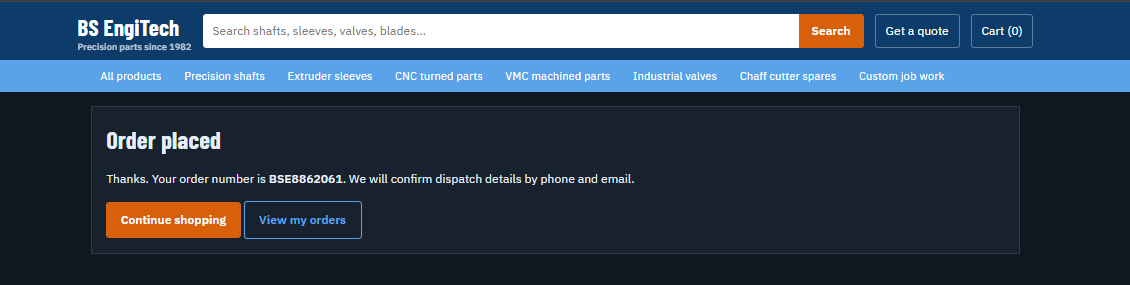 BS EngiTech
Precision parts since 1982
Search shafts, sleeves, valves, blades...
Search
Get a quote
Cart (0)
All products
Precision shafts
Extruder sleeves
CNC turned parts
VMC machined parts
Industrial valves
Chaff cutter spares
Custom job work
Order placed
Thanks. Your order number is BSE8862061. We will confirm dispatch details by phone and email.
Continue shopping
View my orders